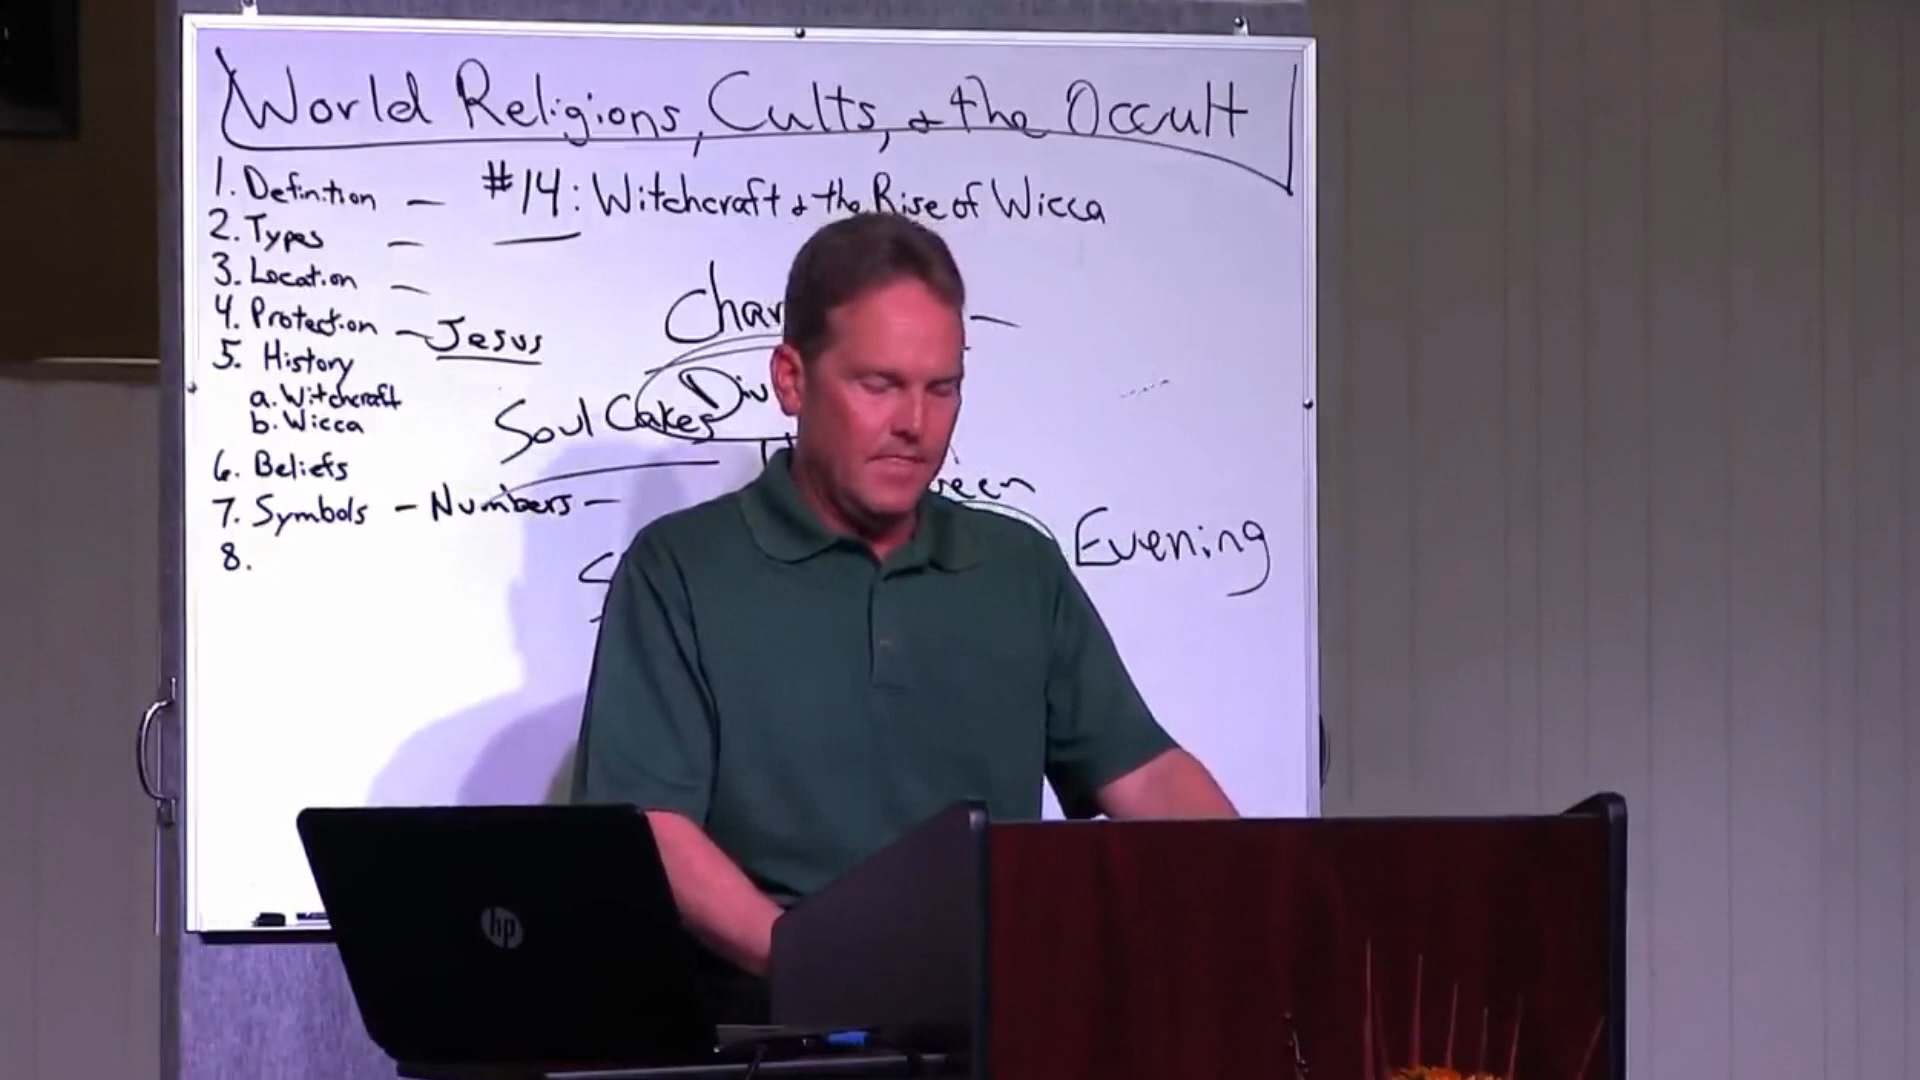 World Religions, Cults, & the Occult
#14: Witchcraft & the Rise of Wicca
1. Definition –
2. Types –
3. Location –
4. Protection – Jesus
5. History
a. Witchcraft
b. Wicca
6. Beliefs
7. Symbols – Numbers –
8.
Soul Cakes
Evening
hp